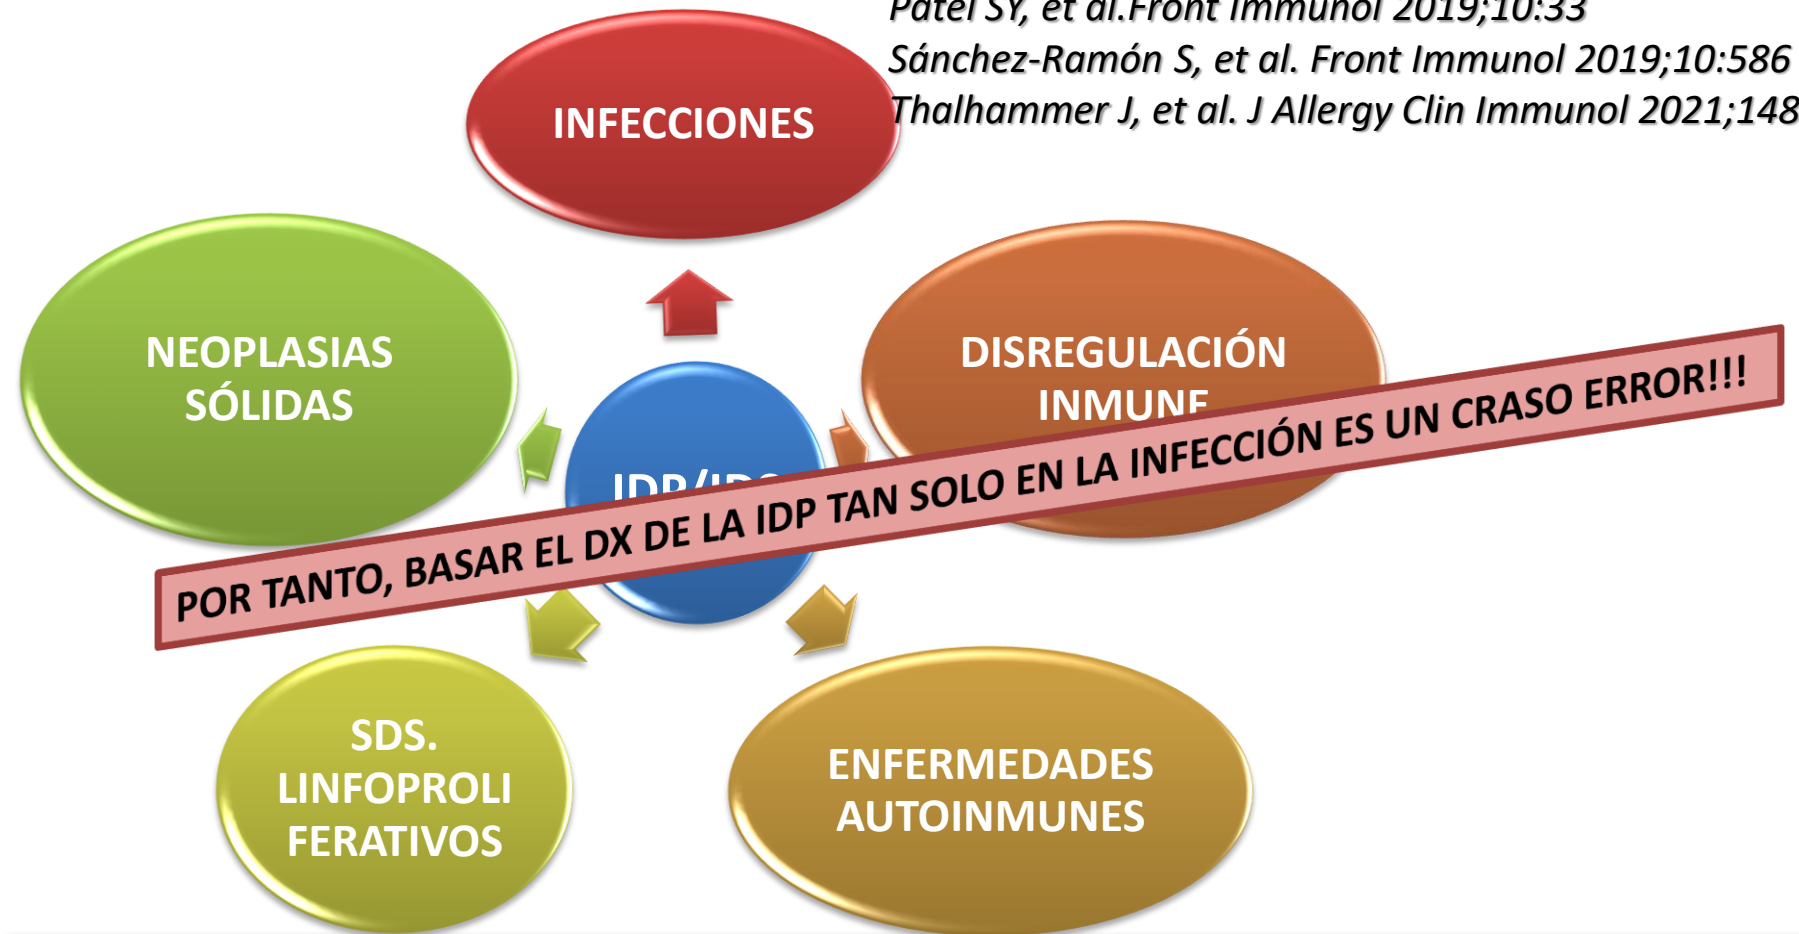 Patel SY, et al.Front Immunol 2019;10:33
Sánchez-Ramón S, et al. Front Immunol 2019;10:586
Thalhammer J, et al. J Allergy Clin Immunol 2021;148
INFECCIONES
NEOPLASIAS
SÓLIDAS
DISREGULACIÓN
INMUNE
POR TANTO, BASAR EL DX DE LA IDP TAN SOLO EN LA INFECCIÓN ES UN CRASO ERROR!!!
SDS.
LINFOPROLI
FERATIVOS
ENFERMEDADES
AUTOINMUNES